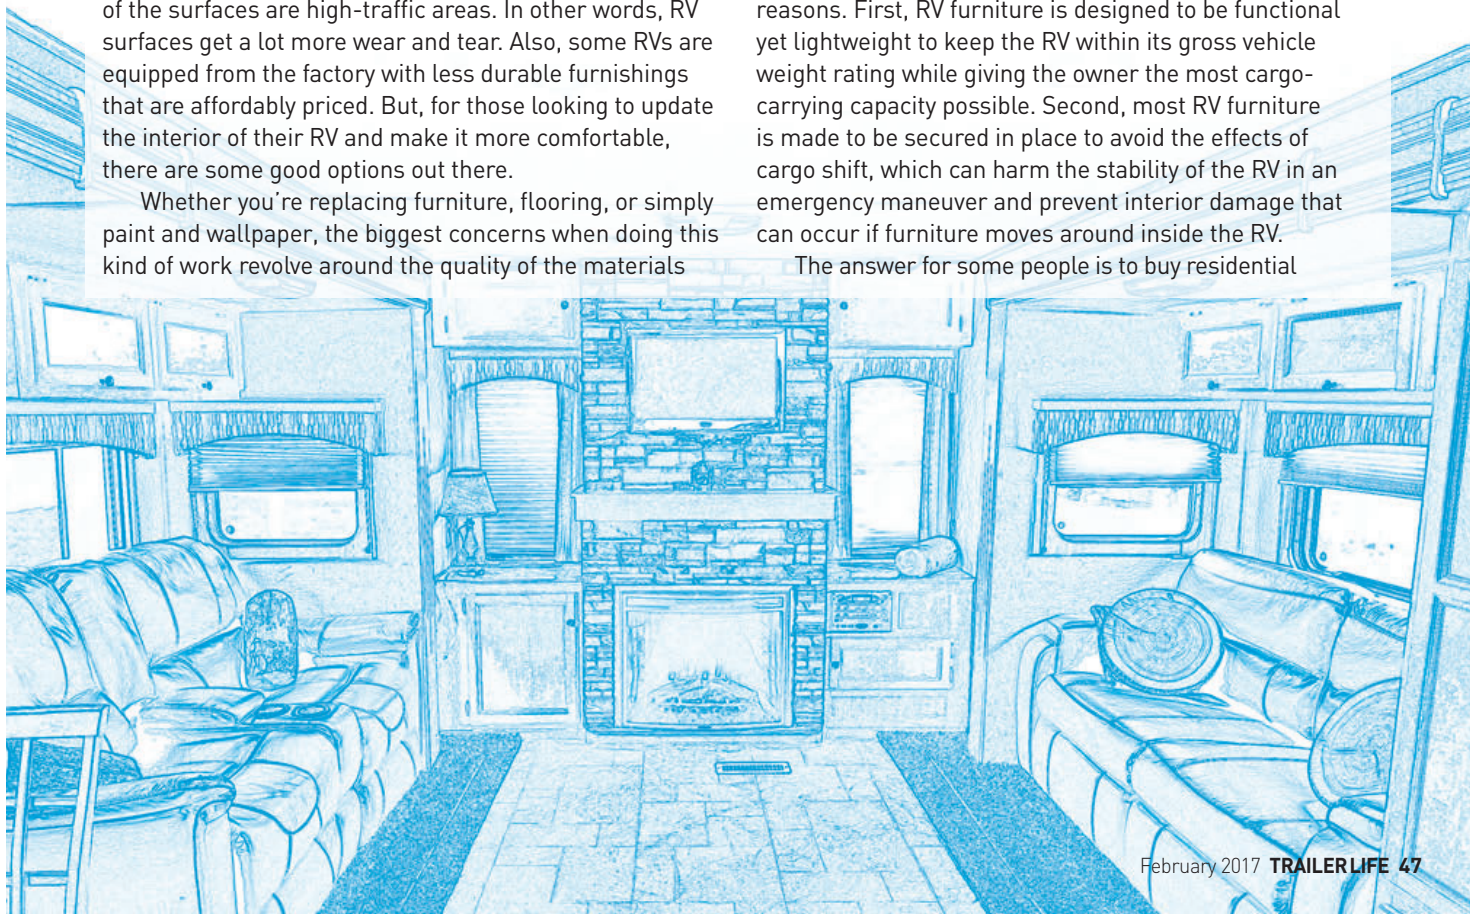 of the surfaces are high-traffic areas. In other words, RV
surfaces get a lot more wear and tear. Also, some RVs are
equipped from the factory with less durable furnishings
that are affordably priced. But, for those looking to update
the interior of their RV and make it more comfortable,
there are some good options out there.
Whether you’re replacing furniture, flooring, or simply
paint and wallpaper, the biggest concerns when doing this
kind of work revolve around the quality of the materials
reasons. First, RV furniture is designed to be functional
yet lightweight to keep the RV within its gross vehicle
weight rating while giving the owner the most cargo-
carrying capacity possible. Second, most RV furniture
is made to be secured in place to avoid the effects of
cargo shift, which can harm the stability of the RV in an
emergency maneuver and prevent interior damage that
can occur if furniture moves around inside the RV.
The answer for some people is to buy residential
February 2017 TRAILER LIFE 47